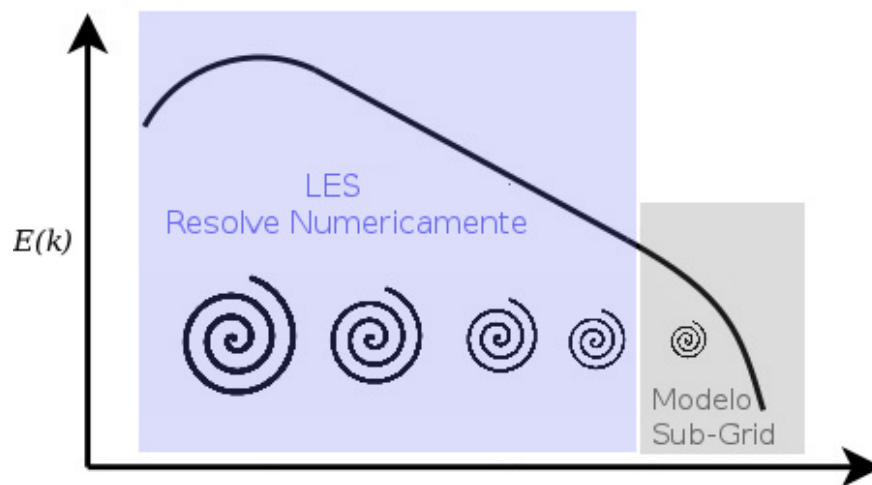 LES
Resolve Numericamente
E(k)
Modelo
Sub-Grid